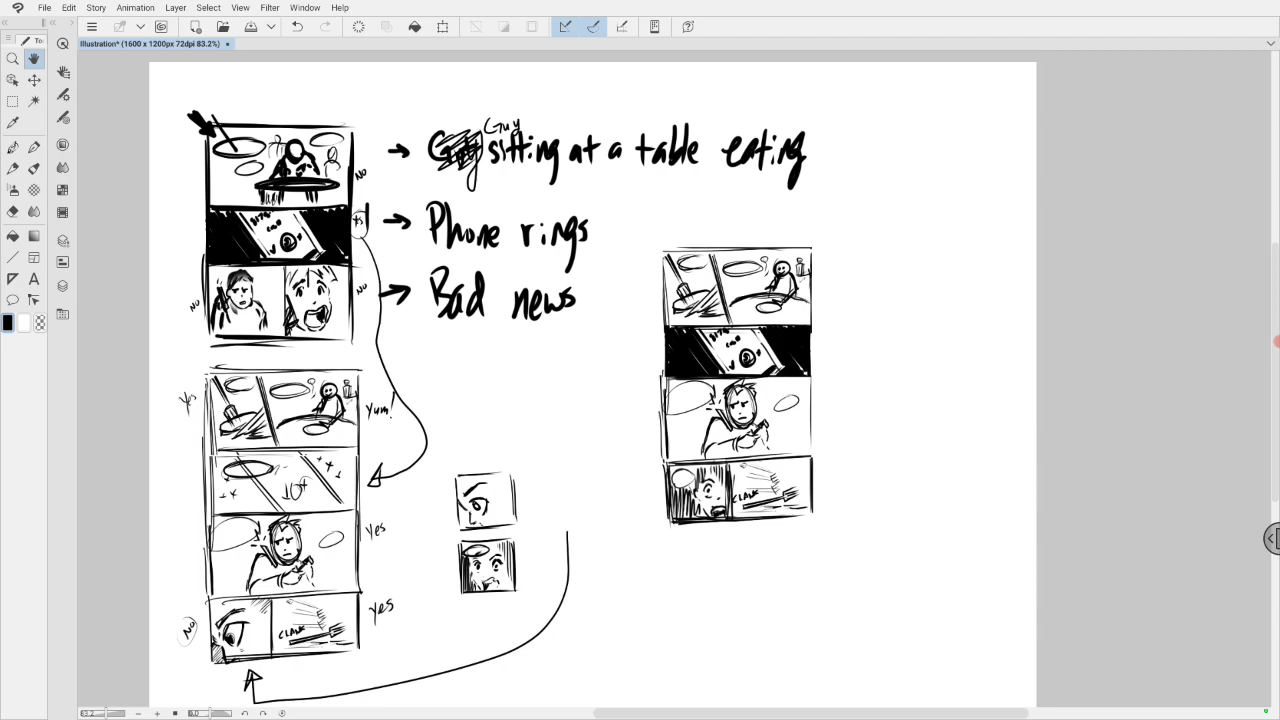 File Edit Story Animation Layer Select View Filter Window Help
Illustration* (1600 x 1200px 72dpi 83.2%)
Guy
sitting at a table eating
NO
Yes
Phone rings
NO
NO
Bad news
Yes
Yum!
Yes
CLANK
Yes
No
CLANK